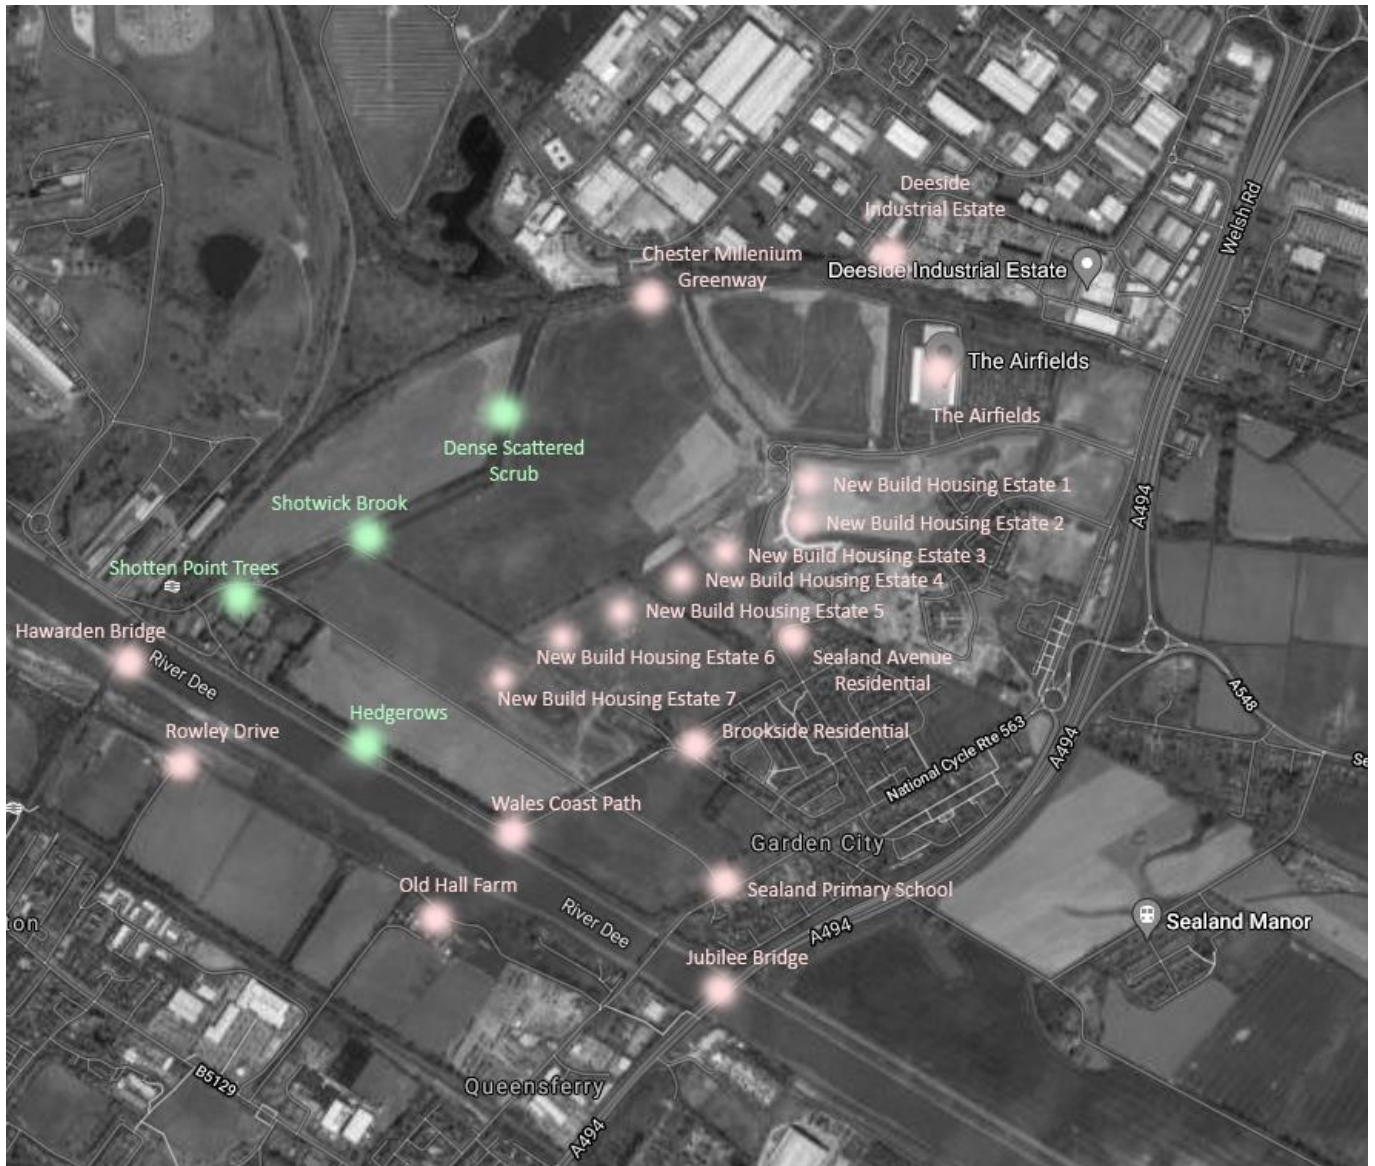 Welsh Rd
Deeside
Industrial Estate
Chester Millenium
Greenway
Deeside Industrial Estate
The Airfields
The Airfields
Dense Scattered
Scrub
New Build Housing Estate 1
A494
Shotwick Brook
New Build Housing Estate 2
New Build Housing Estate 3
Shotten Point Trees
New Build Housing Estate 4
New Build Housing Estate 5
Hawarden Bridge
River Dee
New Build Housing Estate 6
Sealand Avenue
Residential
New Build Housing Estate 7
A548
Hedgerows
Rowley Drive
Brookside Residential
National Cycle Rte 563
A494
Se
Wales Coast Path
Garden City
Old Hall Farm
Sealand Primary School
ton
River Dee
A494
Sealand Manor
Jubilee Bridge
B5129
Queensferry
A494